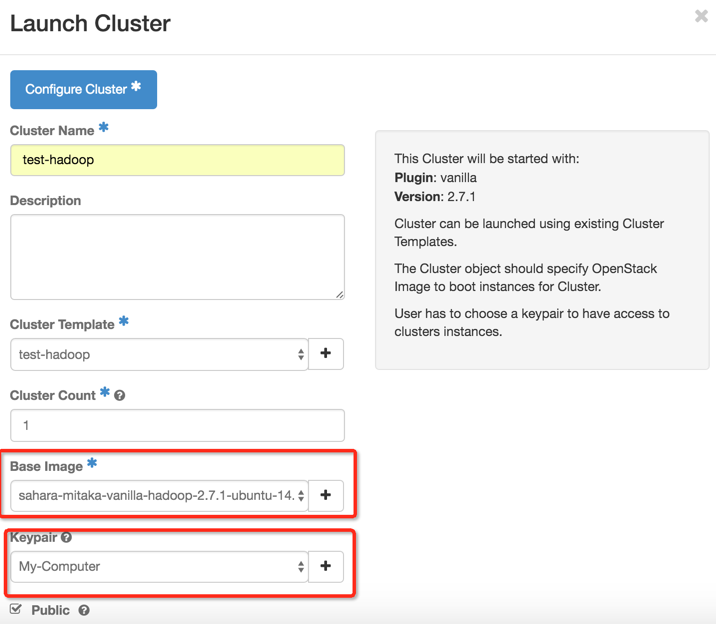 Launch Cluster
Configure Cluster *
Cluster Name *
test-hadoop
Description
Cluster Template *
test-hadoop
Cluster Count *
1
Base Image *
sahara-mitaka-vanilla-hadoop-2.7.1-ubuntu-14.
Keypair
My-Computer
Public
This Cluster will be started with:
Plugin: vanilla
Version: 2.7.1
Cluster can be launched using existing Cluster
Templates.
The Cluster object should specify OpenStack
Image to boot instances for Cluster.
User has to choose a keypair to have access to
clusters instances.